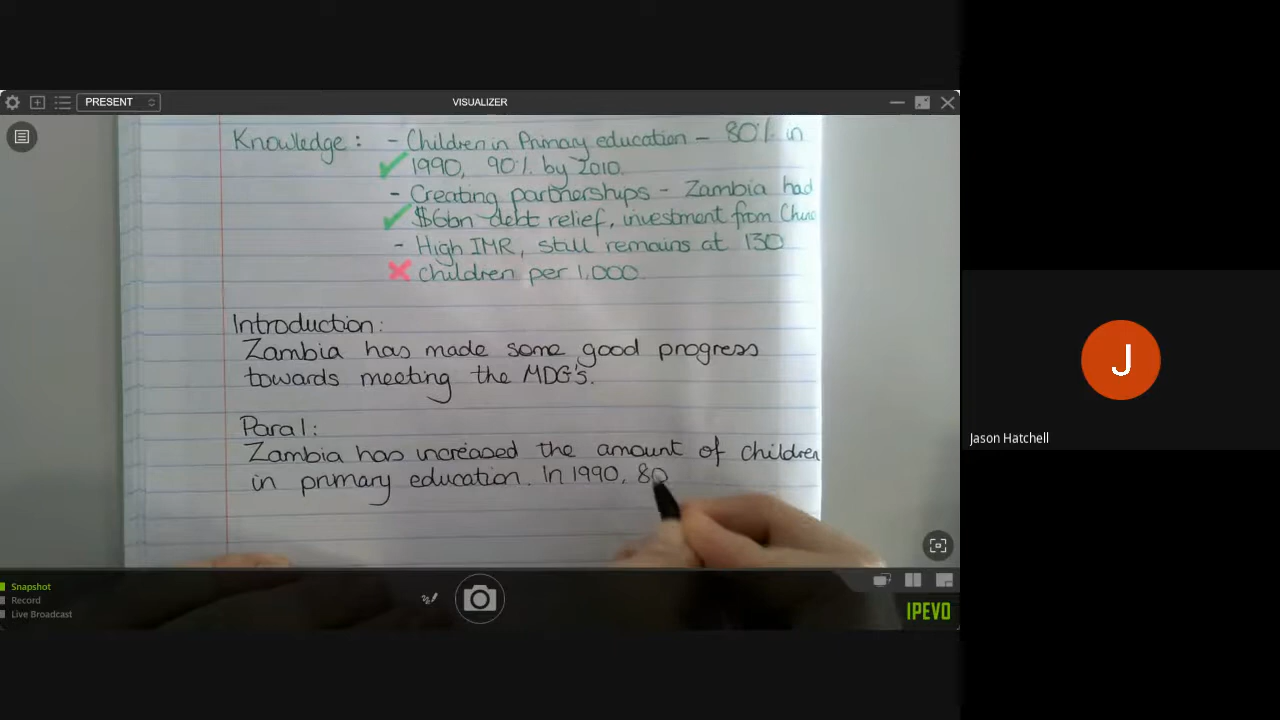 PRESENT
VISUALIZER
Knowledge : - Children in Primary education - 80% in
1990, 90% by 2010.
- Creating partnerships - Zambia had
$6bn debt relief, investment from China
- High IMR, still remains at 130
children per 1,000.
Introduction:
Zambia has made some good progress
towards meeting the MDG's.
Para1:
Zambia has increased the amount of children
in primary education. In 1990, 80
Snapshot
Record
Live Broadcast
IPEVO
J
Jason Hatchell